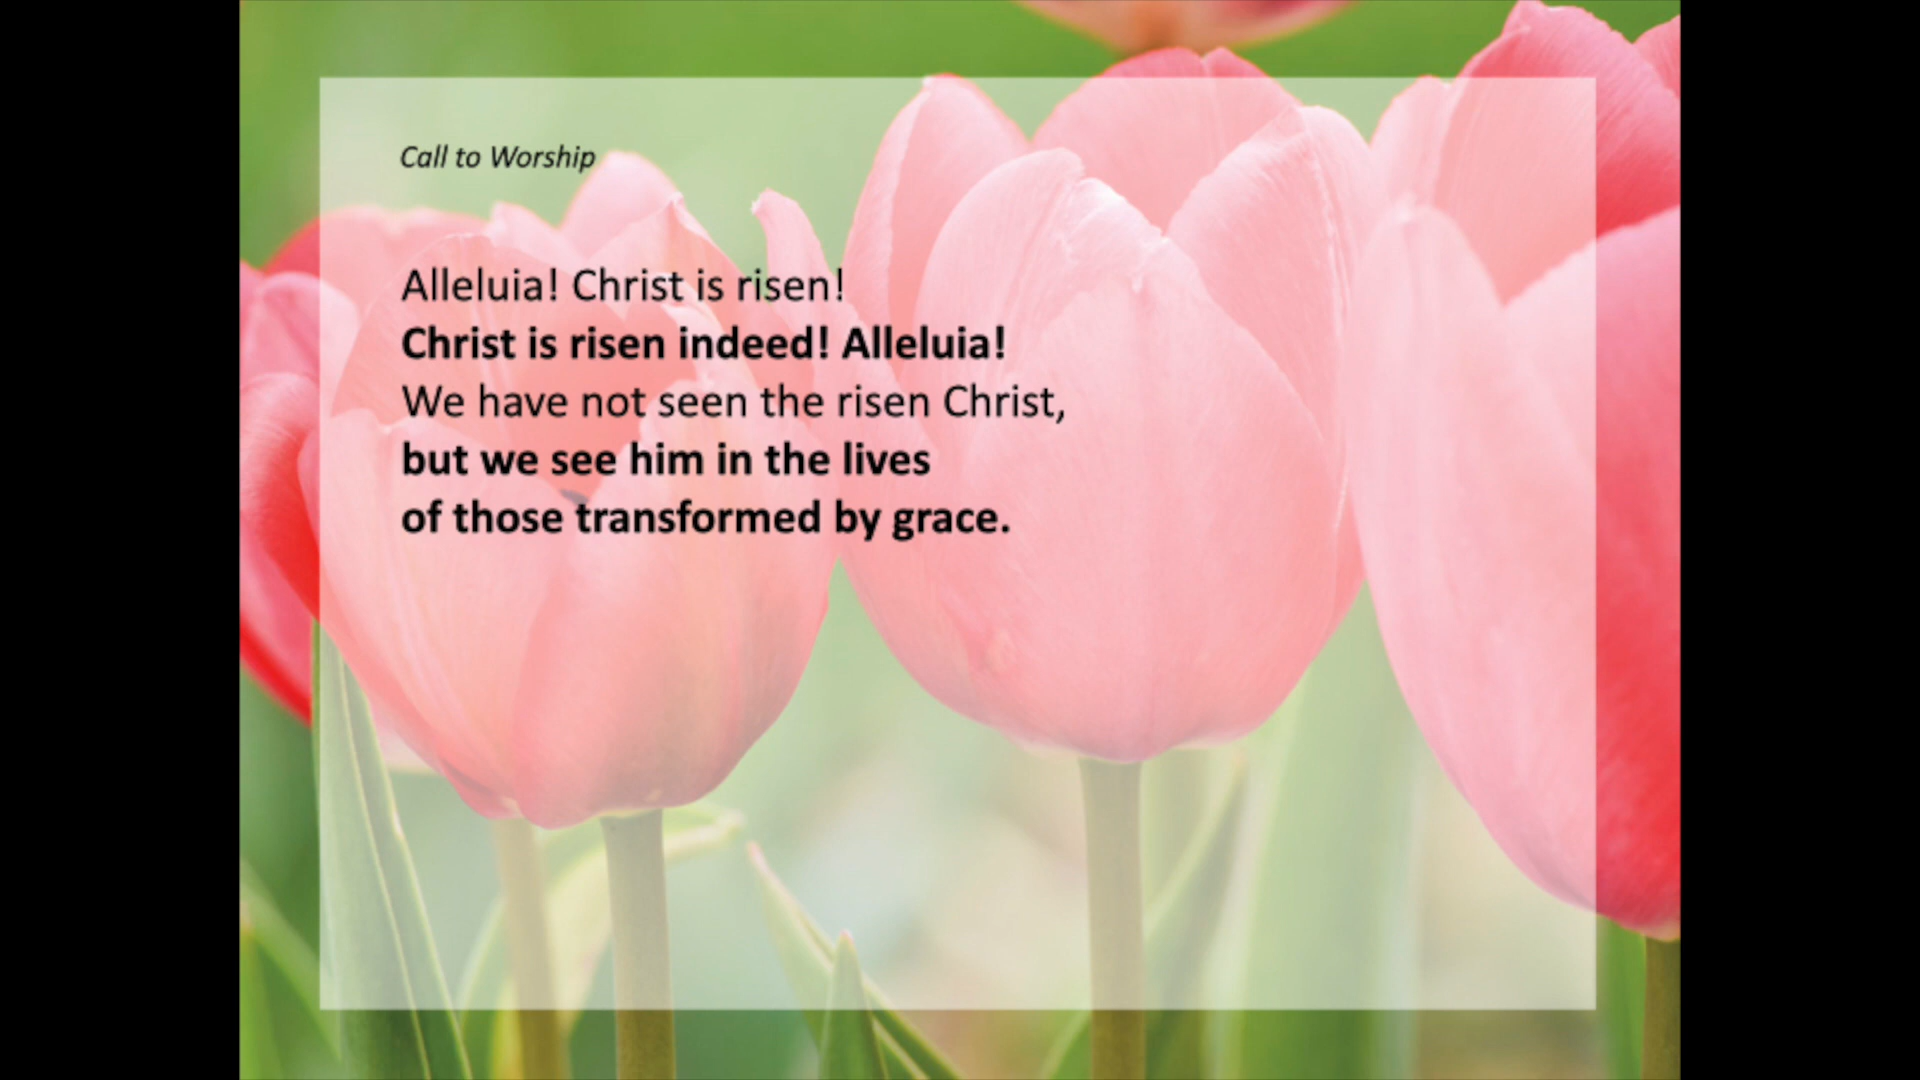 Call to Worship
Alleluia! Christ is risen!
Christ is risen indeed! Alleluia!
We have not seen the risen Christ,
but we see him in the lives
of those transformed by grace.